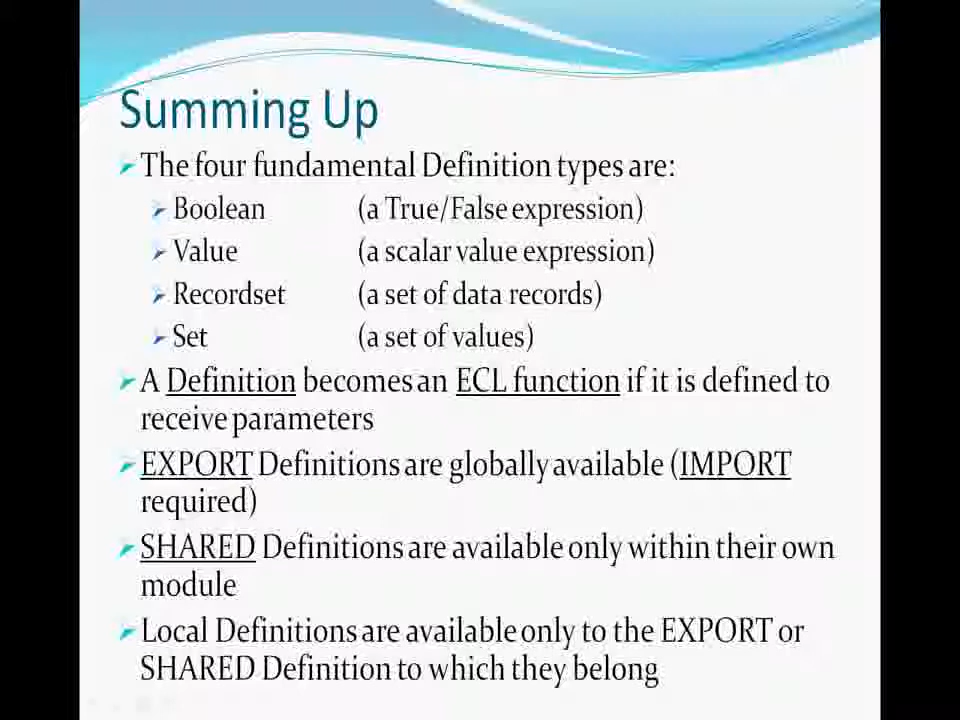 Summing Up
The four fundamental Definition types are:
Boolean (a True/False expression)
Value (a scalar value expression)
Recordset (a set of data records)
Set (a set of values)
A Definition becomes an ECL function if it is defined to
receive parameters
EXPORT Definitions are globally available (IMPORT
required)
SHARED Definitions are available only within their own
module
Local Definitions are available only to the EXPORT or
SHARED Definition to which they belong